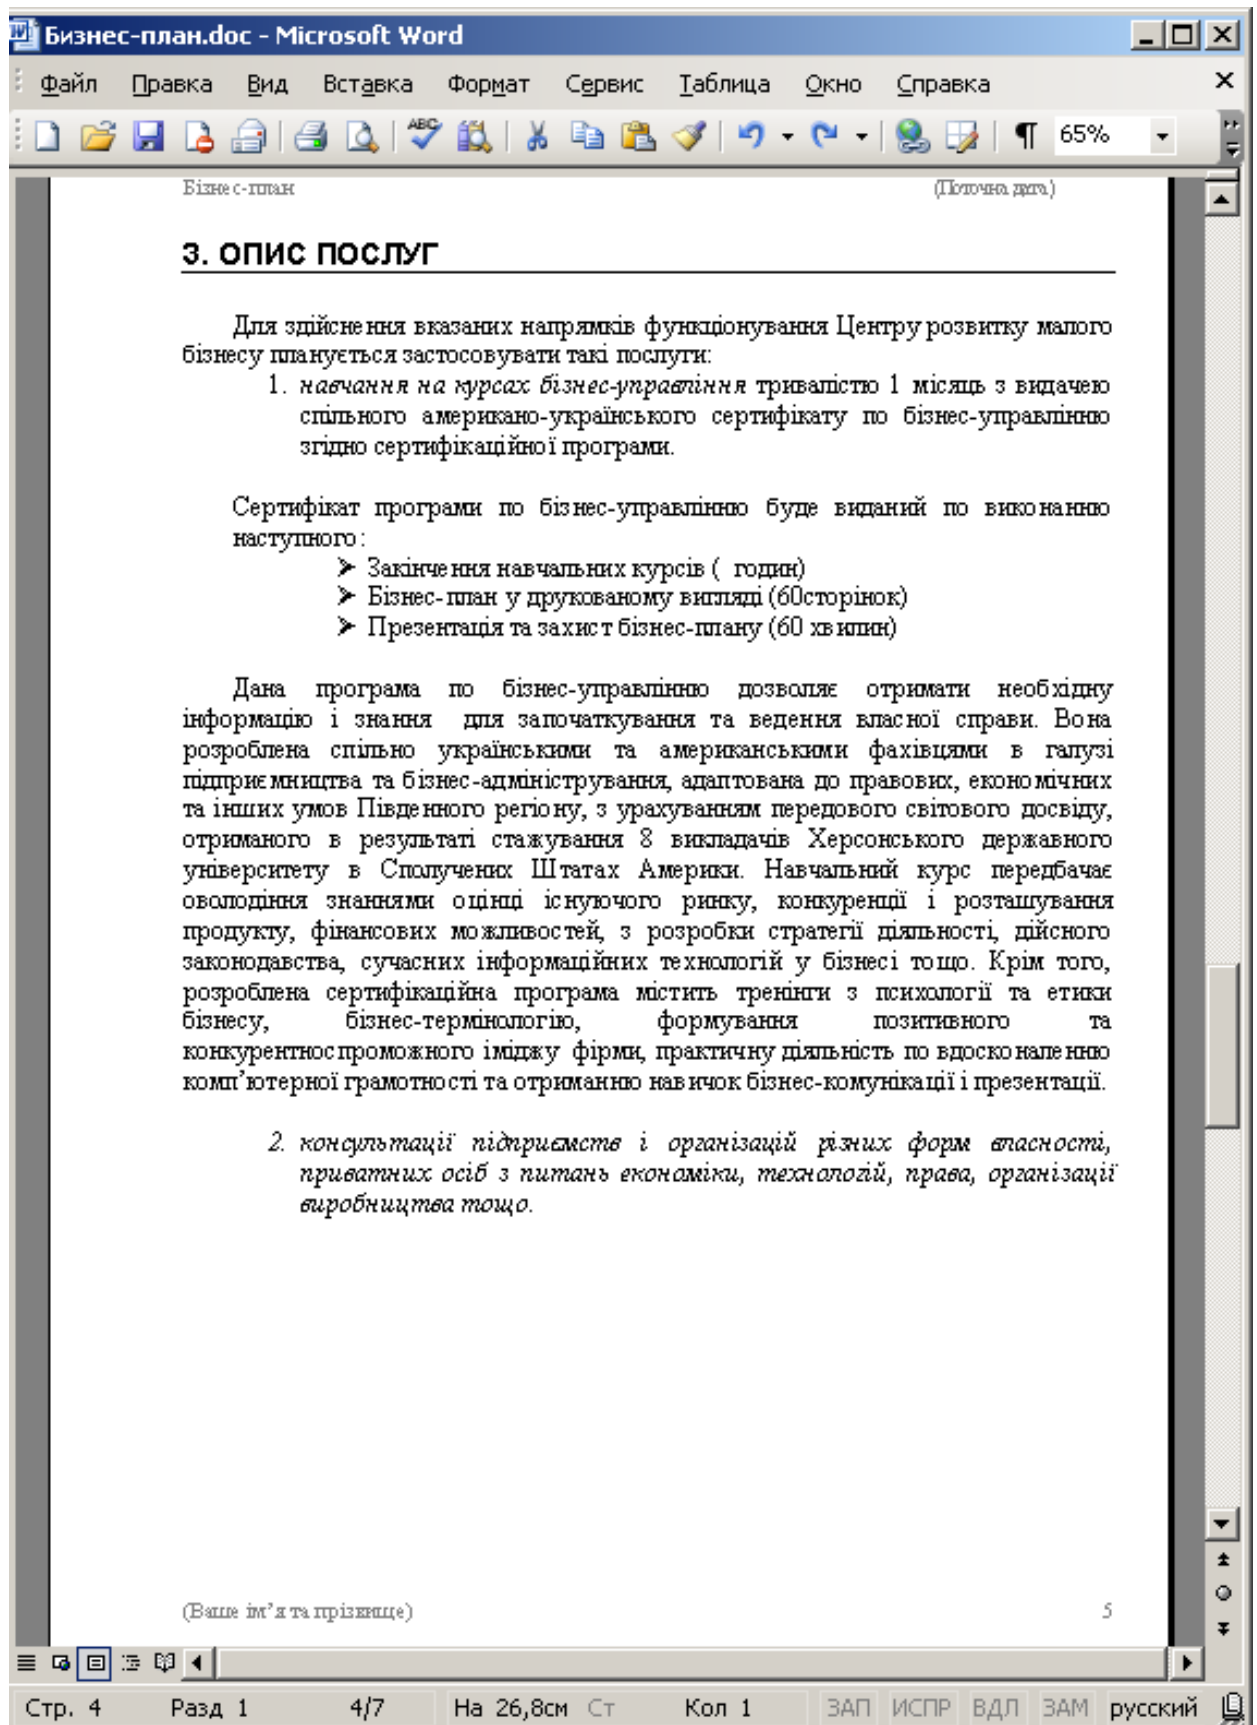 Бизнес-план.doc - Microsoft Word
Файл Правка Вид Вставка Формат Сервис Таблица Окно Справка
ABC 65%
Бізнес-план (Поточна дата)
3. ОПИС ПОСЛУГ
Для здійснення вказаних напрямків функціонування Центру розвитку малого
бізнесу планується застосовувати такі послуги:
1. навчання на курсах бізнес-управління тривалістю 1 місяць з видачею
спільного американо-українського сертифікату по бізнес-управлінню
згідно сертифікаційної програми.
Сертифікат програми по бізнес-управлінню буде виданий по виконанню
наступного:
➤ Закінчення навчальних курсів ( годин)
➤ Бізнес-план у друкованому вигляді (60сторінок)
➤ Презентація та захист бізнес-плану (60 хвилин)
Дана програма по бізнес-управлінню дозволяє отримати необхідну
інформацію і знання для започаткування та ведення власної справи. Вона
розроблена спільно українськими та американськими фахівцями в галузі
підприємництва та бізнес-адміністрування, адаптована до правових, економічних
та інших умов Південного регіону, з урахуванням передового світового досвіду,
отриманого в результаті стажування 8 викладачів Херсонського державного
університету в Сполучених Штатах Америки. Навчальний курс передбачає
оволодіння знаннями оцінці існуючого ринку, конкуренції і розташування
продукту, фінансових можливостей, з розробки стратегії діяльності, дійсного
законодавства, сучасних інформаційних технологій у бізнесі тощо. Крім того,
розроблена сертифікаційна програма містить тренінги з психології та етики
бізнесу, бізнес-термінологію, формування позитивного та
конкурентноспроможного іміджу фірми, практичну діяльність по вдосконаленню
комп’ютерної грамотності та отриманню навичок бізнес-комунікації і презентації.
2. консультації підприємств і організацій різних форм власності,
приватних осіб з питань економіки, технологій, права, організації
виробництва тощо.
(Ваше ім’я та прізвище) 5
Стр. 4 Разд 1 4/7 На 26,8см Ст Кол 1 ЗАП ИСПР ВДЛ ЗАМ русский